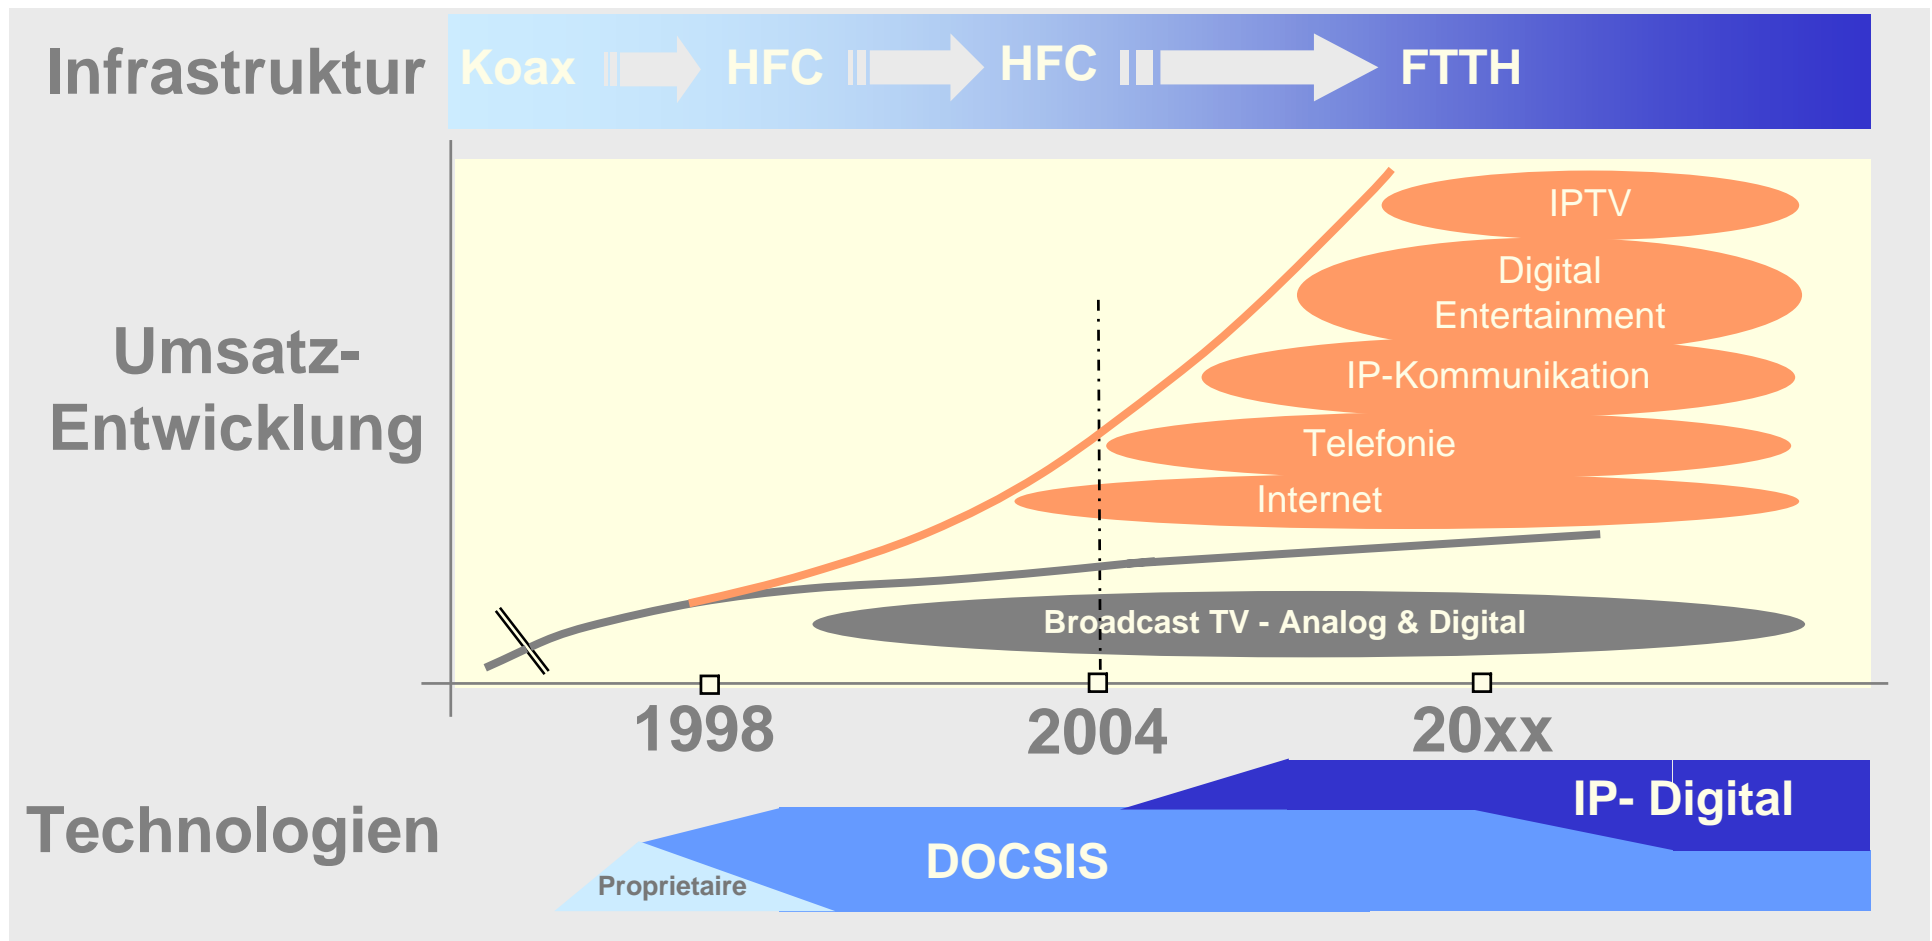 Infrastruktur
Koax
HFC
HFC
FTTH
Umsatz-
Entwicklung
IPTV
Digital
Entertainment
IP-Kommunikation
Telefonie
Internet
Broadcast TV - Analog & Digital
1998
2004
20xx
Technologien
IP- Digital
DOCSIS
Proprietaire